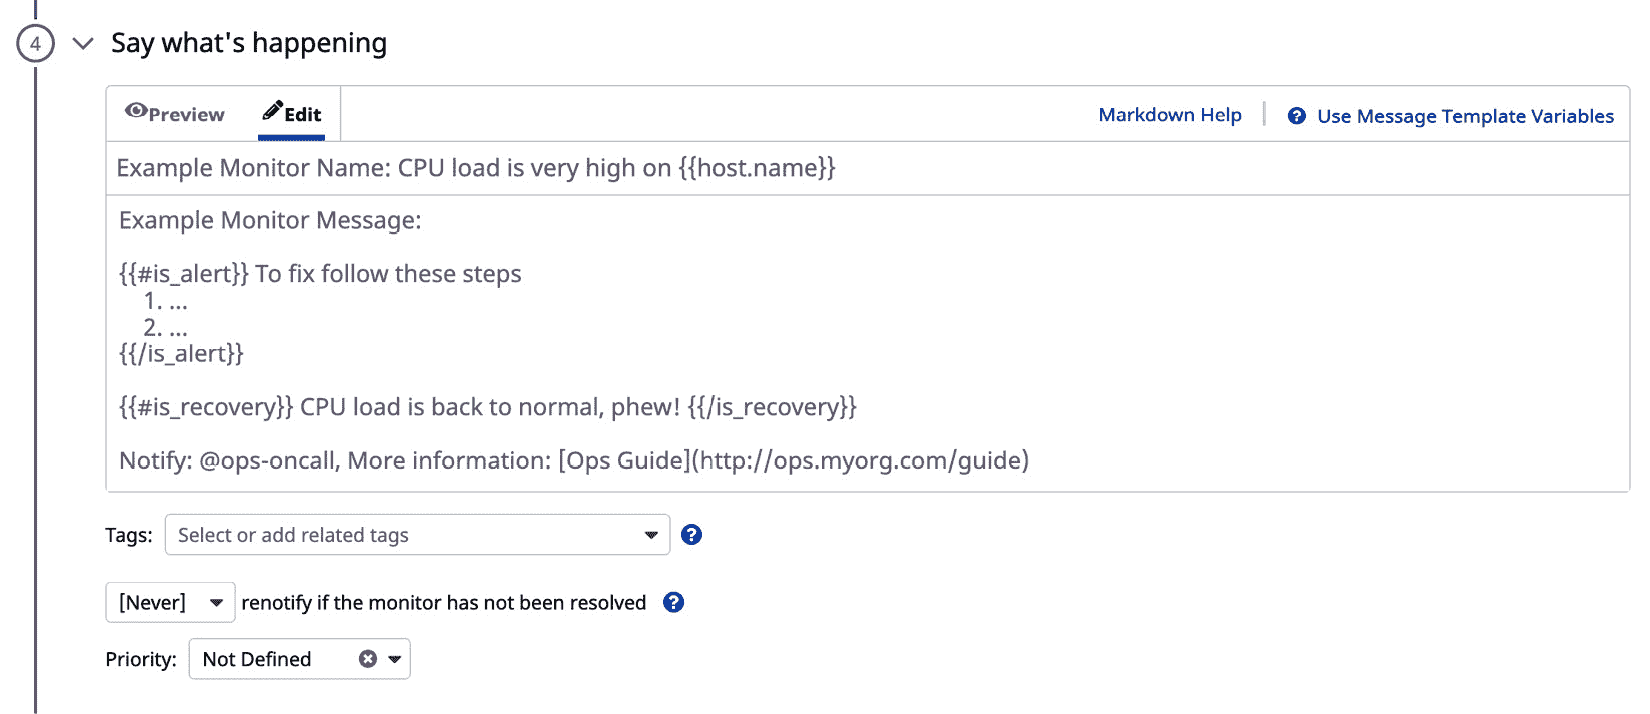 4 Say what's happening
Preview Edit Markdown Help Use Message Template Variables
Example Monitor Name: CPU load is very high on {{host.name}}
Example Monitor Message:
{{#is_alert}} To fix follow these steps
1. ...
2. ...
{{/is_alert}}
{{#is_recovery}} CPU load is back to normal, phew! {{/is_recovery}}
Notify: @ops-oncall, More information: [Ops Guide](http://ops.myorg.com/guide)
Tags: Select or add related tags ?
[Never] renotify if the monitor has not been resolved ?
Priority: Not Defined